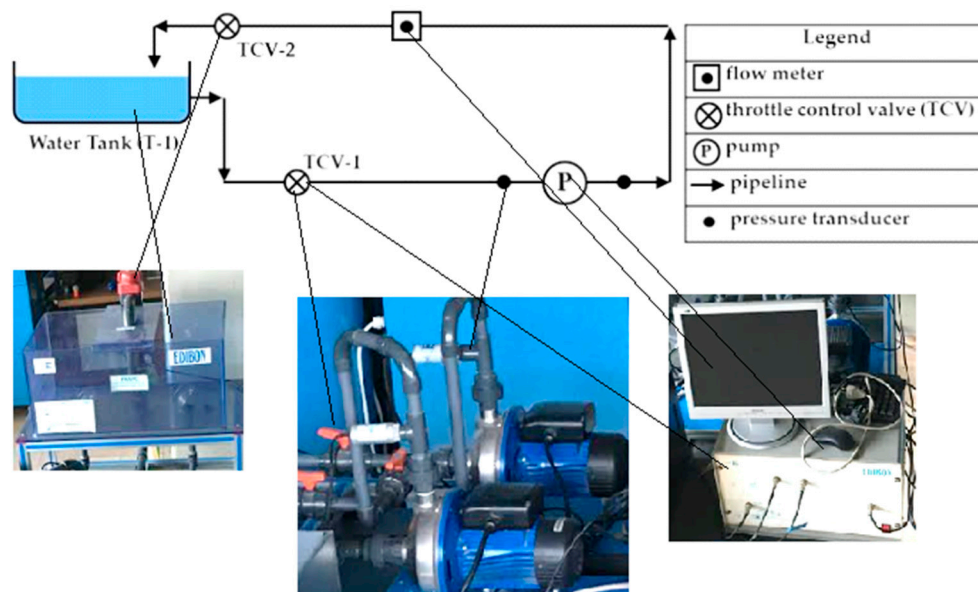 TCV-2
Water Tank (T-1)
TCV-1
P
Legend
flow meter
throttle control valve (TCV)
P pump
pipeline
pressure transducer
EDIBON
EDIBON